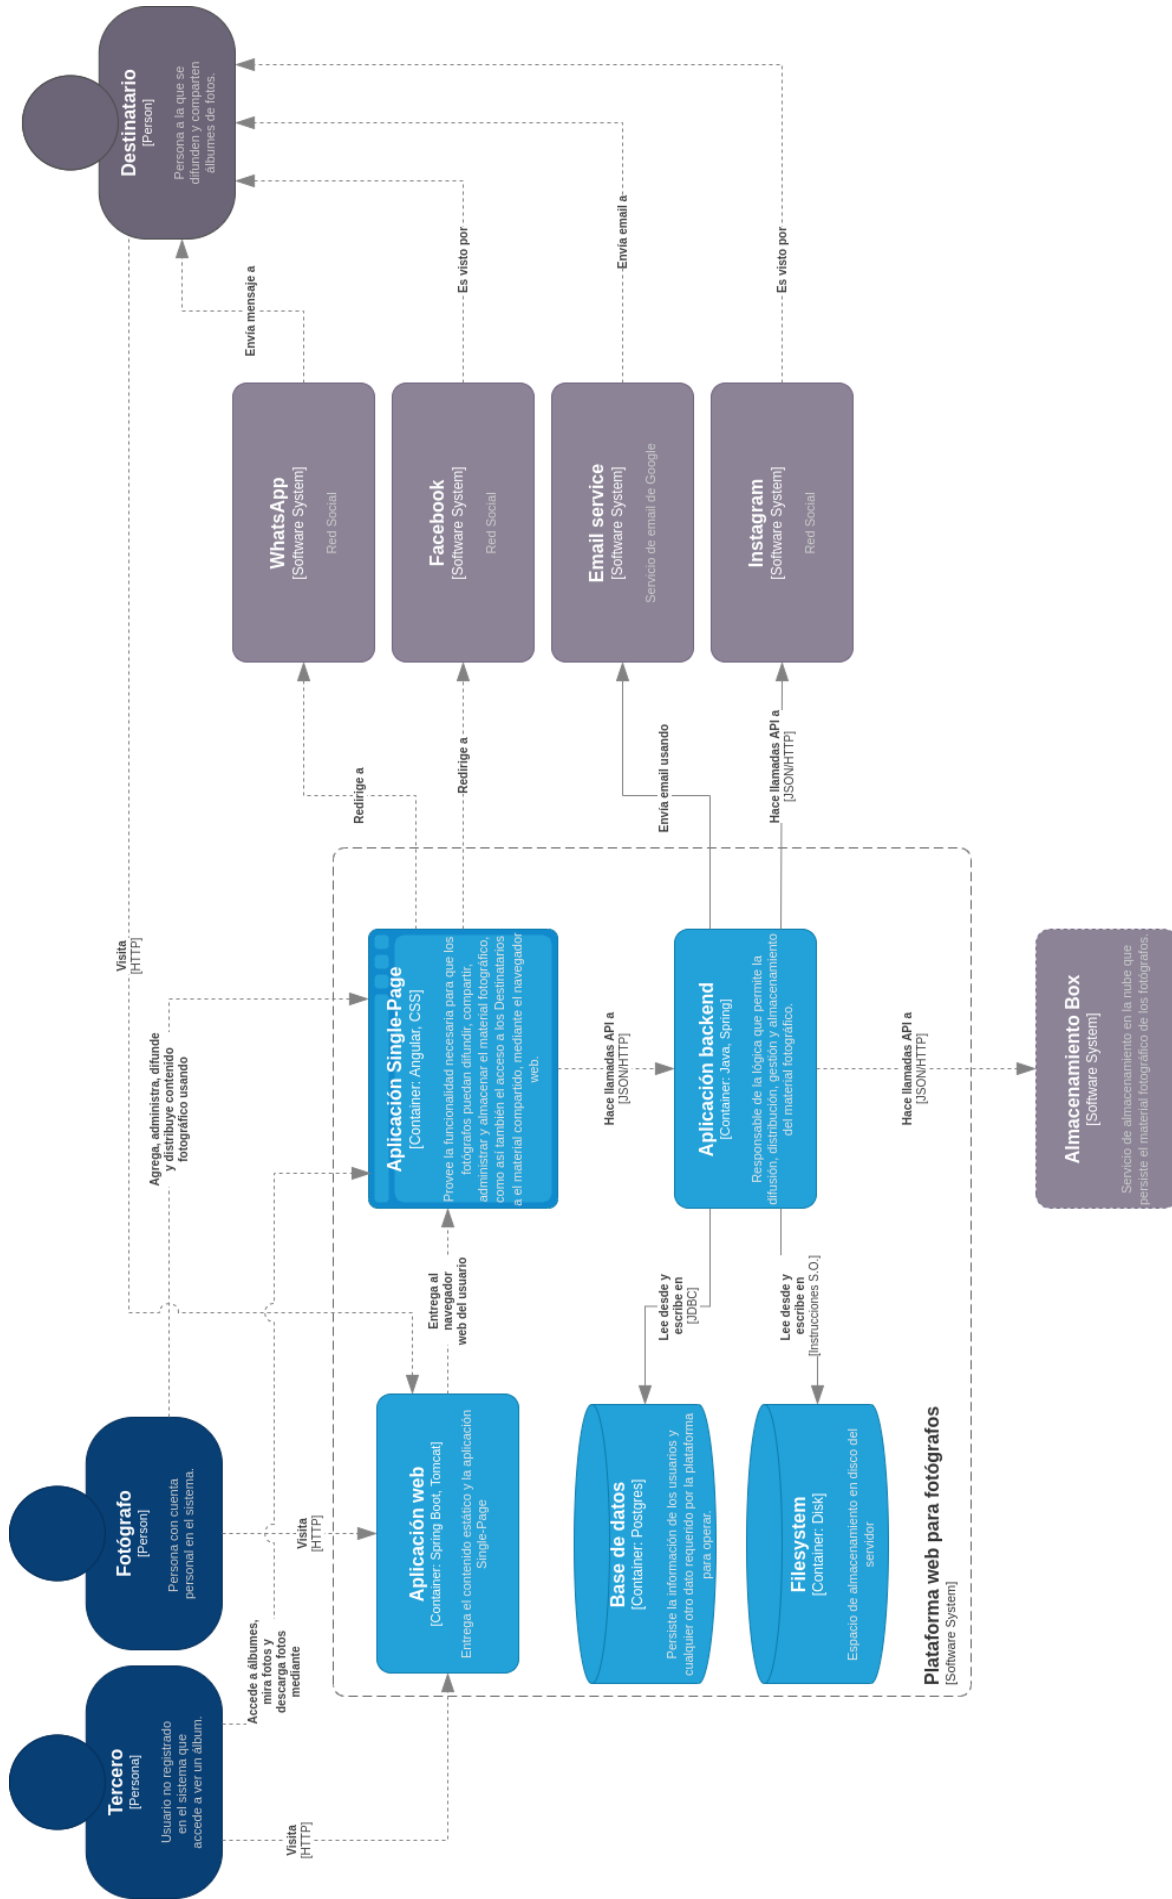 Tercero
[Persona]
Usuario no registrado
en el sistema que
accede a ver un álbum.
Fotógrafo
[Person]
Persona con cuenta
personal en el sistema.
Destinatario
[Person]
Persona a la que se
difunden y comparten
álbumes de fotos.
Visita
[HTTP]
Agrega, administra, difunde
y distribuye contenido
fotográfico usando
Accede a álbumes,
mira fotos y
descarga fotos
mediante
Visita
[HTTP]
Visita
[HTTP]
Envía mensaje a
Es visto por
Envía email a
Es visto por
Aplicación web
[Container: Spring Boot, Tomcat]
Entrega el contenido estático y la aplicación
Single-Page
Entrega al
navegador
web del usuario
Aplicación Single-Page
[Container: Angular, CSS]
Provee la funcionalidad necesaria para que los
fotógrafos puedan difundir, compartir,
administrar y almacenar el material fotográfico,
como así también el acceso a los Destinatarios
a el material compartido, mediante el navegador
web.
Redirige a
Redirige a
WhatsApp
[Software System]
Red Social
Facebook
[Software System]
Red Social
Email service
[Software System]
Servicio de email de Google
Instagram
[Software System]
Red Social
Hace llamadas API a
[JSON/HTTP]
Envía email usando
Hace llamadas API a
[JSON/HTTP]
Base de datos
[Container: Postgres]
Persiste la información de los usuarios y
cualquier otro dato requerido por la plataforma
para operar.
Lee desde y
escribe en
[JDBC]
Aplicación backend
[Container: Java, Spring]
Responsable de la lógica que permite la
difusión, distribución, gestión y almacenamiento
del material fotográfico.
Filesystem
[Container: Disk]
Espacio de almacenamiento en disco del
servidor
Lee desde y
escribe en
[Instrucciones S.O.]
Hace llamadas API a
[JSON/HTTP]
Plataforma web para fotógrafos
[Software System]
Almacenamiento Box
[Software System]
Servicio de almacenamiento en la nube que
persiste el material fotográfico de los fotógrafos.